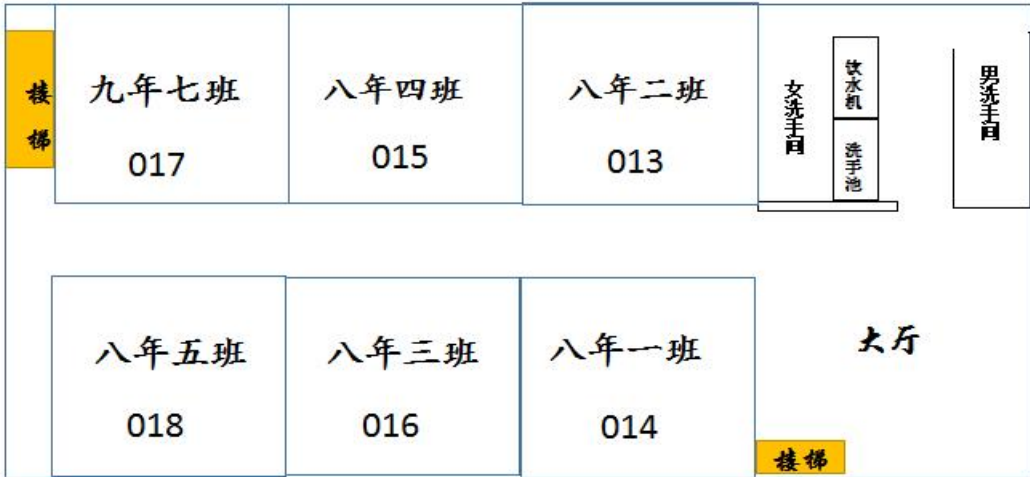 楼梯
九年七班
017
八年四班
015
八年二班
013
女洗手间
饮水机
洗手池
男洗手间
八年五班
018
八年三班
016
八年一班
014
大厅
楼梯